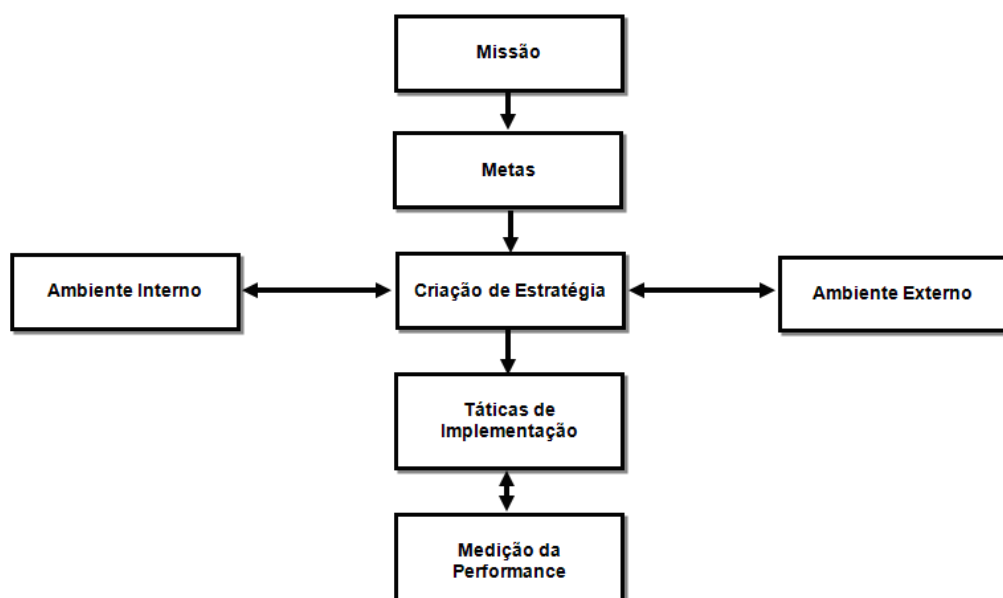 Missão
Metas
Ambiente Interno
Criação de Estratégia
Ambiente Externo
Táticas de
Implementação
Medição da
Performance